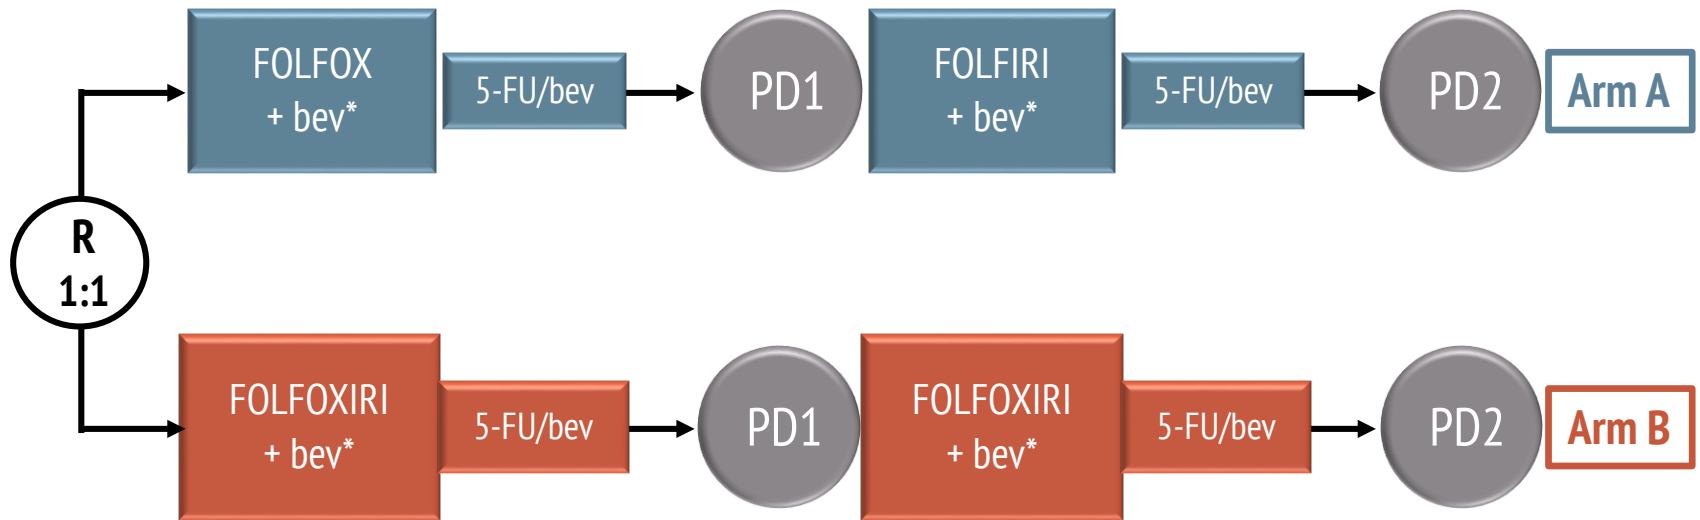 FOLFOX
+ bev*
5-FU/bev
PD1
FOLFIRI
+ bev*
5-FU/bev
PD2
Arm A
R
1:1
FOLFOXIRI
+ bev*
5-FU/bev
PD1
FOLFOXIRI
+ bev*
5-FU/bev
PD2
Arm B